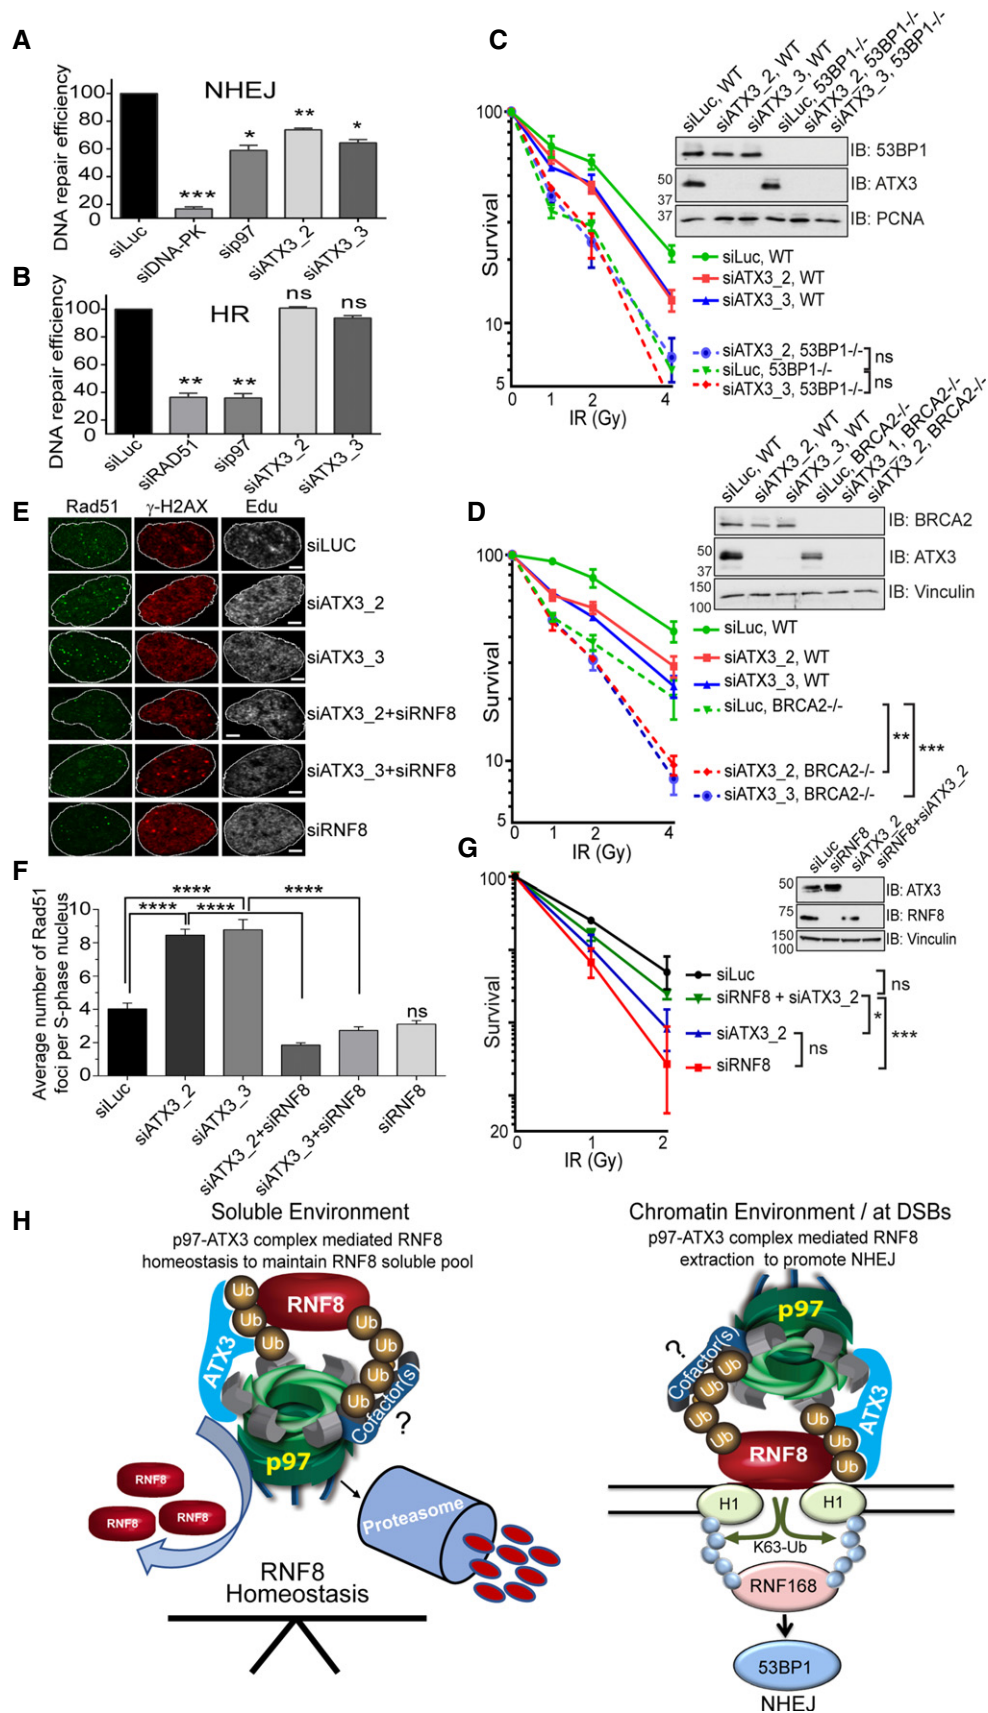 A
NHEJ
DNA repair efficiency
100
80
60
40
20
0
***
*
**
*
siLuc
siDNA-PK
sip97
siATX3_2
siATX3_3
B
HR
DNA repair efficiency
100
80
60
40
20
0
**
**
ns
ns
siLuc
siRAD51
sip97
siATX3_2
siATX3_3
C
Survival
100
10
5
0
1
2
4
IR (Gy)
siLuc, WT
siATX3_2, WT
siATX3_3, WT
siLuc, 53BP1-/-
siATX3_2, 53BP1-/-
siATX3_3, 53BP1-/-
IB: 53BP1
50
37
IB: ATX3
37
IB: PCNA
siLuc, WT
siATX3_2, WT
siATX3_3, WT
siATX3_2, 53BP1-/-
siLuc, 53BP1-/-
siATX3_3, 53BP1-/-
ns
ns
E
Rad51
γ-H2AX
Edu
siLUC
siATX3_2
siATX3_3
siATX3_2+siRNF8
siATX3_3+siRNF8
siRNF8
D
Survival
100
10
5
0
1
2
4
IR (Gy)
siLuc, WT
siATX3_2, WT
siATX3_3, WT
siLuc, BRCA2-/-
siATX3_1, BRCA2-/-
siATX3_2, BRCA2-/-
IB: BRCA2
50
37
IB: ATX3
150
100
IB: Vinculin
siLuc, WT
siATX3_2, WT
siATX3_3, WT
siLuc, BRCA2-/-
siATX3_2, BRCA2-/-
siATX3_3, BRCA2-/-
**
***
F
Average number of Rad51
foci per S-phase nucleus
10
8
6
4
2
0
****
****
****
****
ns
siLuc
siATX3_2
siATX3_3
siATX3_2+siRNF8
siATX3_3+siRNF8
siRNF8
G
Survival
100
20
0
1
2
IR (Gy)
siLuc
siRNF8
siATX3_2
siRNF8+siATX3_2
50
IB: ATX3
75
IB: RNF8
150
100
IB: Vinculin
siLuc
siRNF8 + siATX3_2
siATX3_2
siRNF8
ns
*
***
ns
H
Soluble Environment
p97-ATX3 complex mediated RNF8
homeostasis to maintain RNF8 soluble pool
Ub
Ub
Ub
RNF8
Ub
Ub
Ub
Ub
ATX3
Cofactor(s)
?
p97
RNF8
RNF8
RNF8
Proteasome
RNF8
Homeostasis
Chromatin Environment / at DSBs
p97-ATX3 complex mediated RNF8
extraction to promote NHEJ
p97
?
Cofactor(s)
Ub
Ub
Ub
Ub
Ub
Ub
Ub
ATX3
RNF8
H1
H1
K63-Ub
RNF168
53BP1
NHEJ